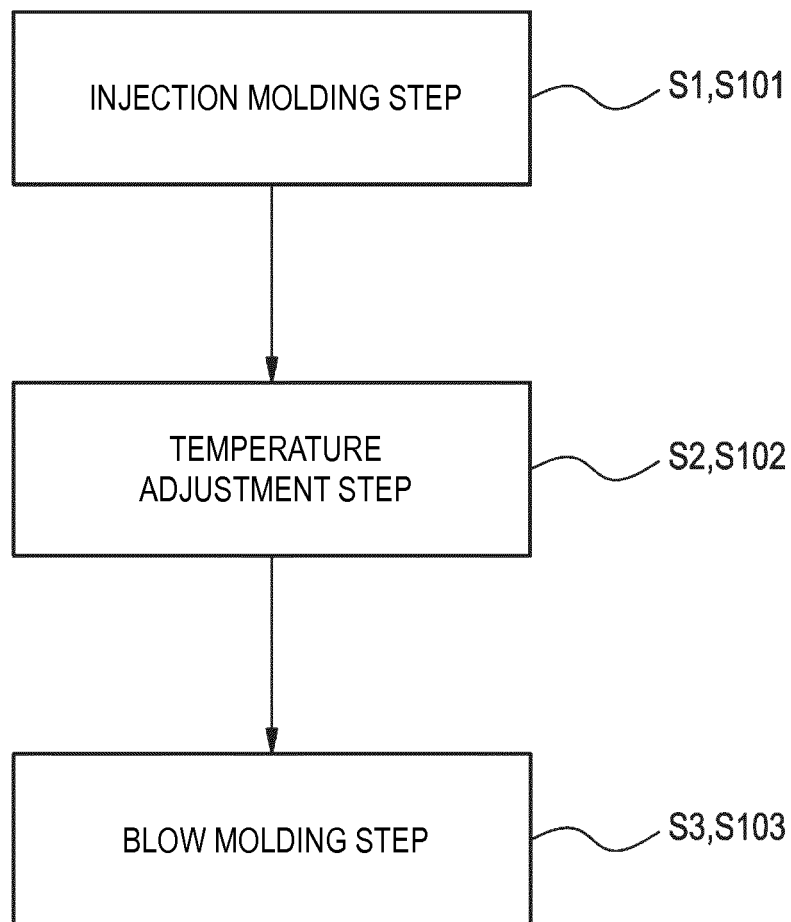 INJECTION MOLDING STEP
S1,S101
TEMPERATURE
ADJUSTMENT STEP
S2,S102
BLOW MOLDING STEP
S3,S103